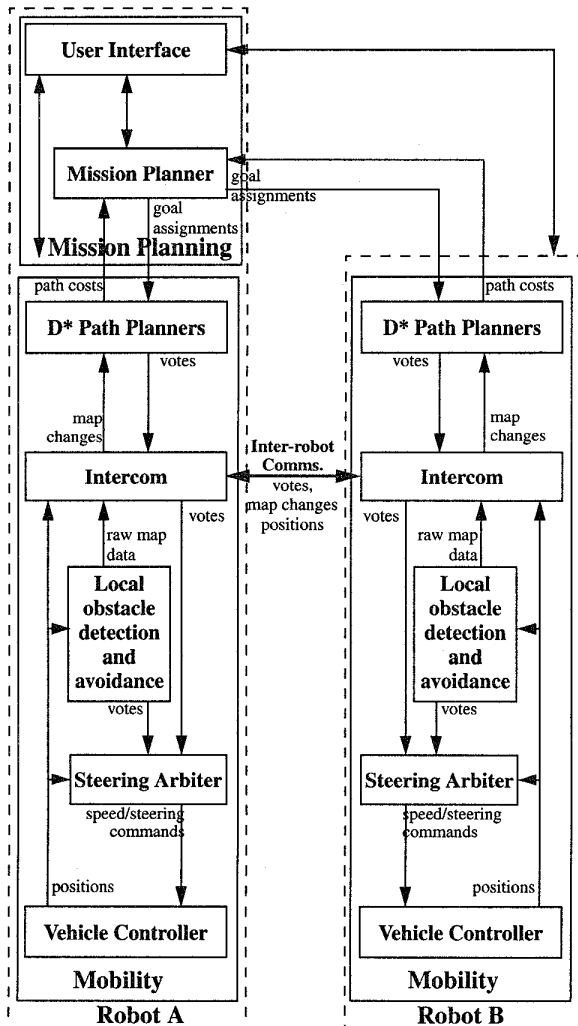 User Interface
Mission Planner
goal
assignments
goal
assignments
Mission Planning
path costs
path costs
D* Path Planners
D* Path Planners
votes
votes
map
changes
map
changes
Inter-robot
Comms.
votes,
map changes
positions
Intercom
Intercom
votes
votes
raw map
data
raw map
data
Local
obstacle
detection
and
avoidance
Local
obstacle
detection
and
avoidance
votes
votes
Steering Arbiter
Steering Arbiter
speed/steering
commands
speed/steering
commands
positions
positions
Vehicle Controller
Vehicle Controller
Mobility
Mobility
Robot A
Robot B